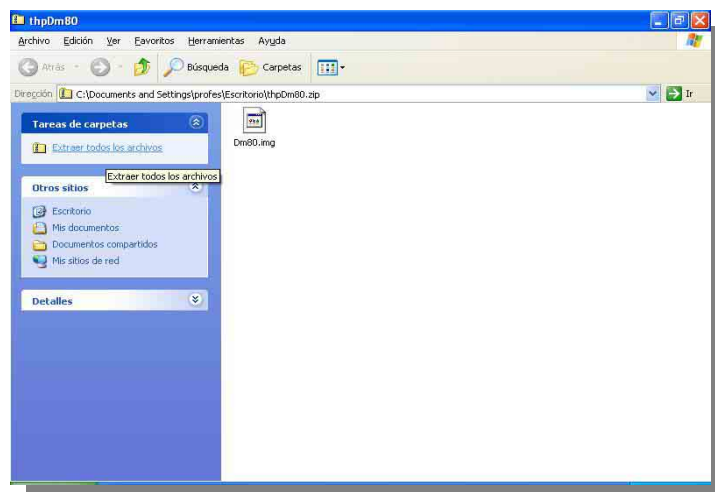 thpDm80
Archivo Edición Ver Favoritos Herramientas Ayuda
Atrás Búsqueda Carpetas
Dirección C:\Documents and Settings\profes\Escritorio\thpDm80.zip Ir
Tareas de carpetas
Extraer todos los archivos
Dm80.img
Extraer todos los archivos
Otros sitios
Escritorio
Mis documentos
Documentos compartidos
Mis sitios de red
Detalles